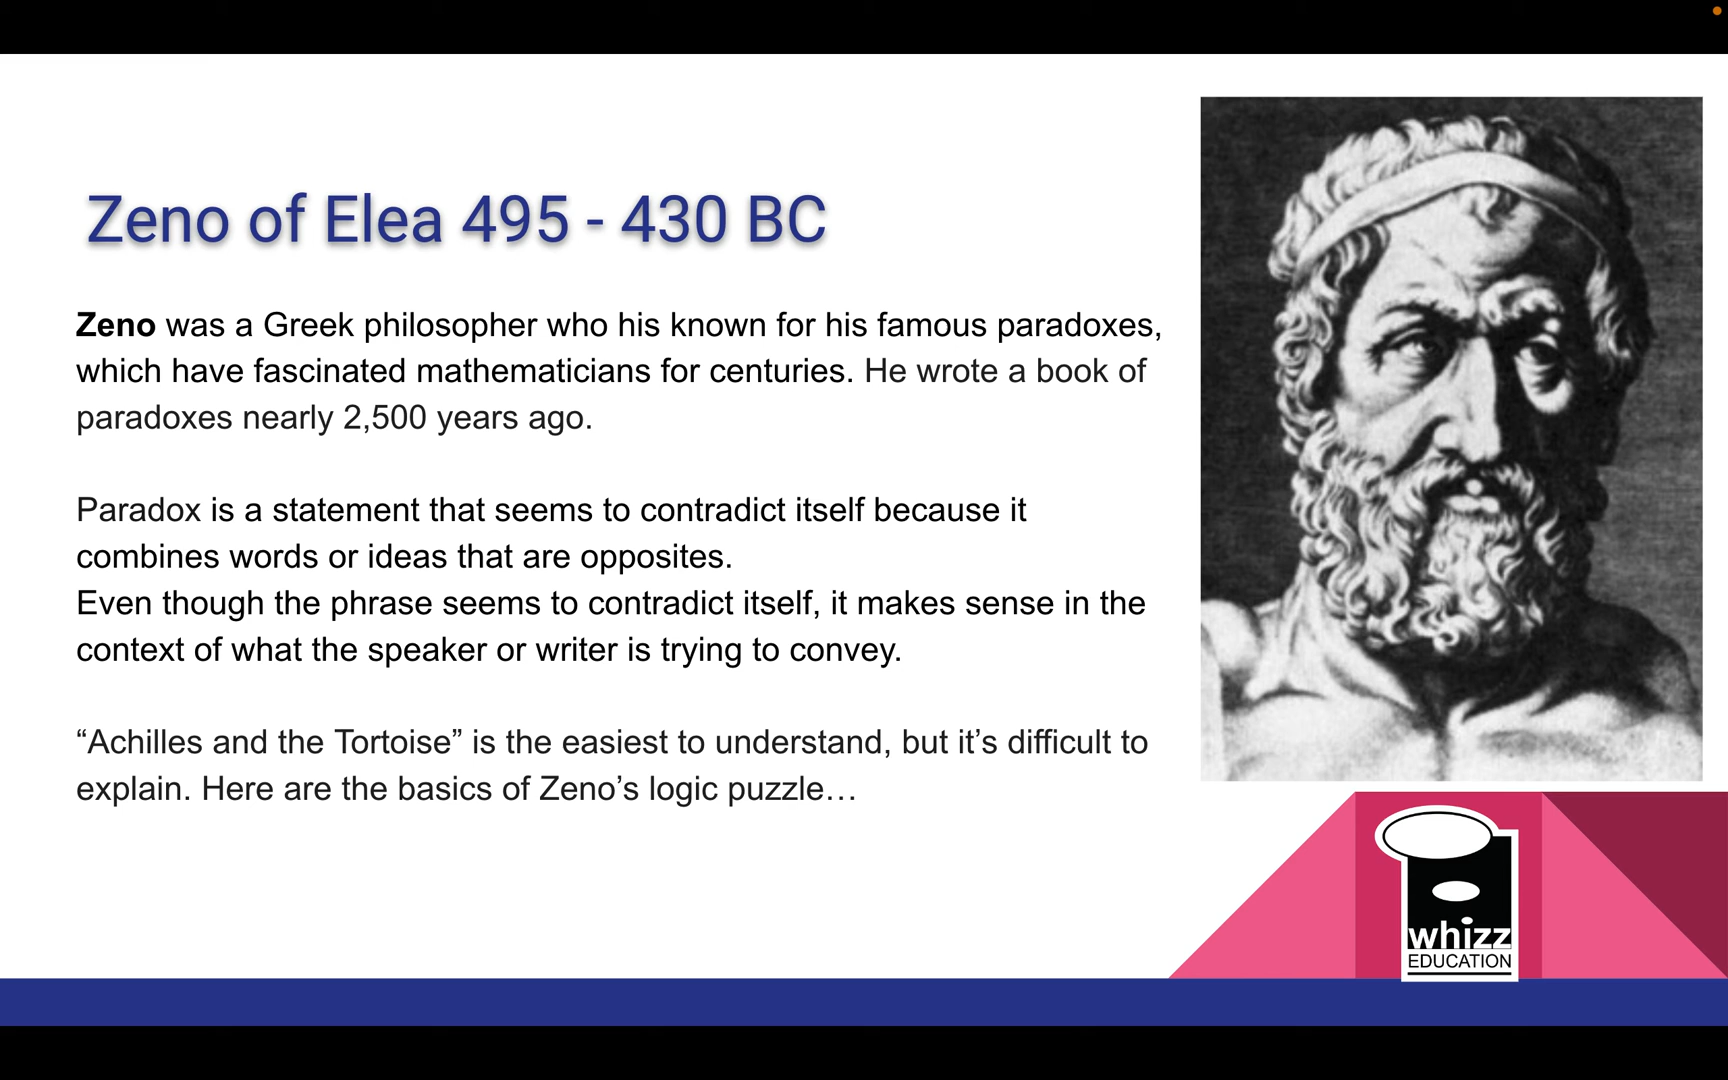 Zeno of Elea 495 - 430 BC
Zeno was a Greek philosopher who his known for his famous paradoxes,
which have fascinated mathematicians for centuries. He wrote a book of
paradoxes nearly 2,500 years ago.
Paradox is a statement that seems to contradict itself because it
combines words or ideas that are opposites.
Even though the phrase seems to contradict itself, it makes sense in the
context of what the speaker or writer is trying to convey.
“Achilles and the Tortoise” is the easiest to understand, but it’s difficult to
explain. Here are the basics of Zeno’s logic puzzle…
whizz
EDUCATION